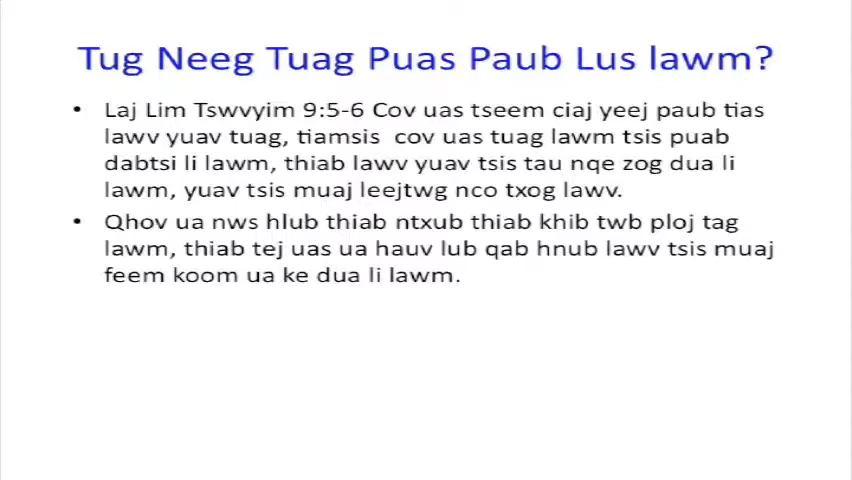 Tug Neeg Tuag Puas Paub Lus lawm?
• Laj Lim Tswvyim 9:5-6 Cov uas tseem ciaj yeej paub tias
lawv yuav tuag, tiamsis cov uas tuag lawm tsis puab
dabtsi li lawm, thiab lawv yuav tsis tau nqe zog dua li
lawm, yuav tsis muaj leejtwg nco txog lawv.
• Qhov ua nws hlub thiab ntxub thiab khib twb ploj tag
lawm, thiab tej uas ua hauv lub qab hnub lawv tsis muaj
feem koom ua ke dua li lawm.